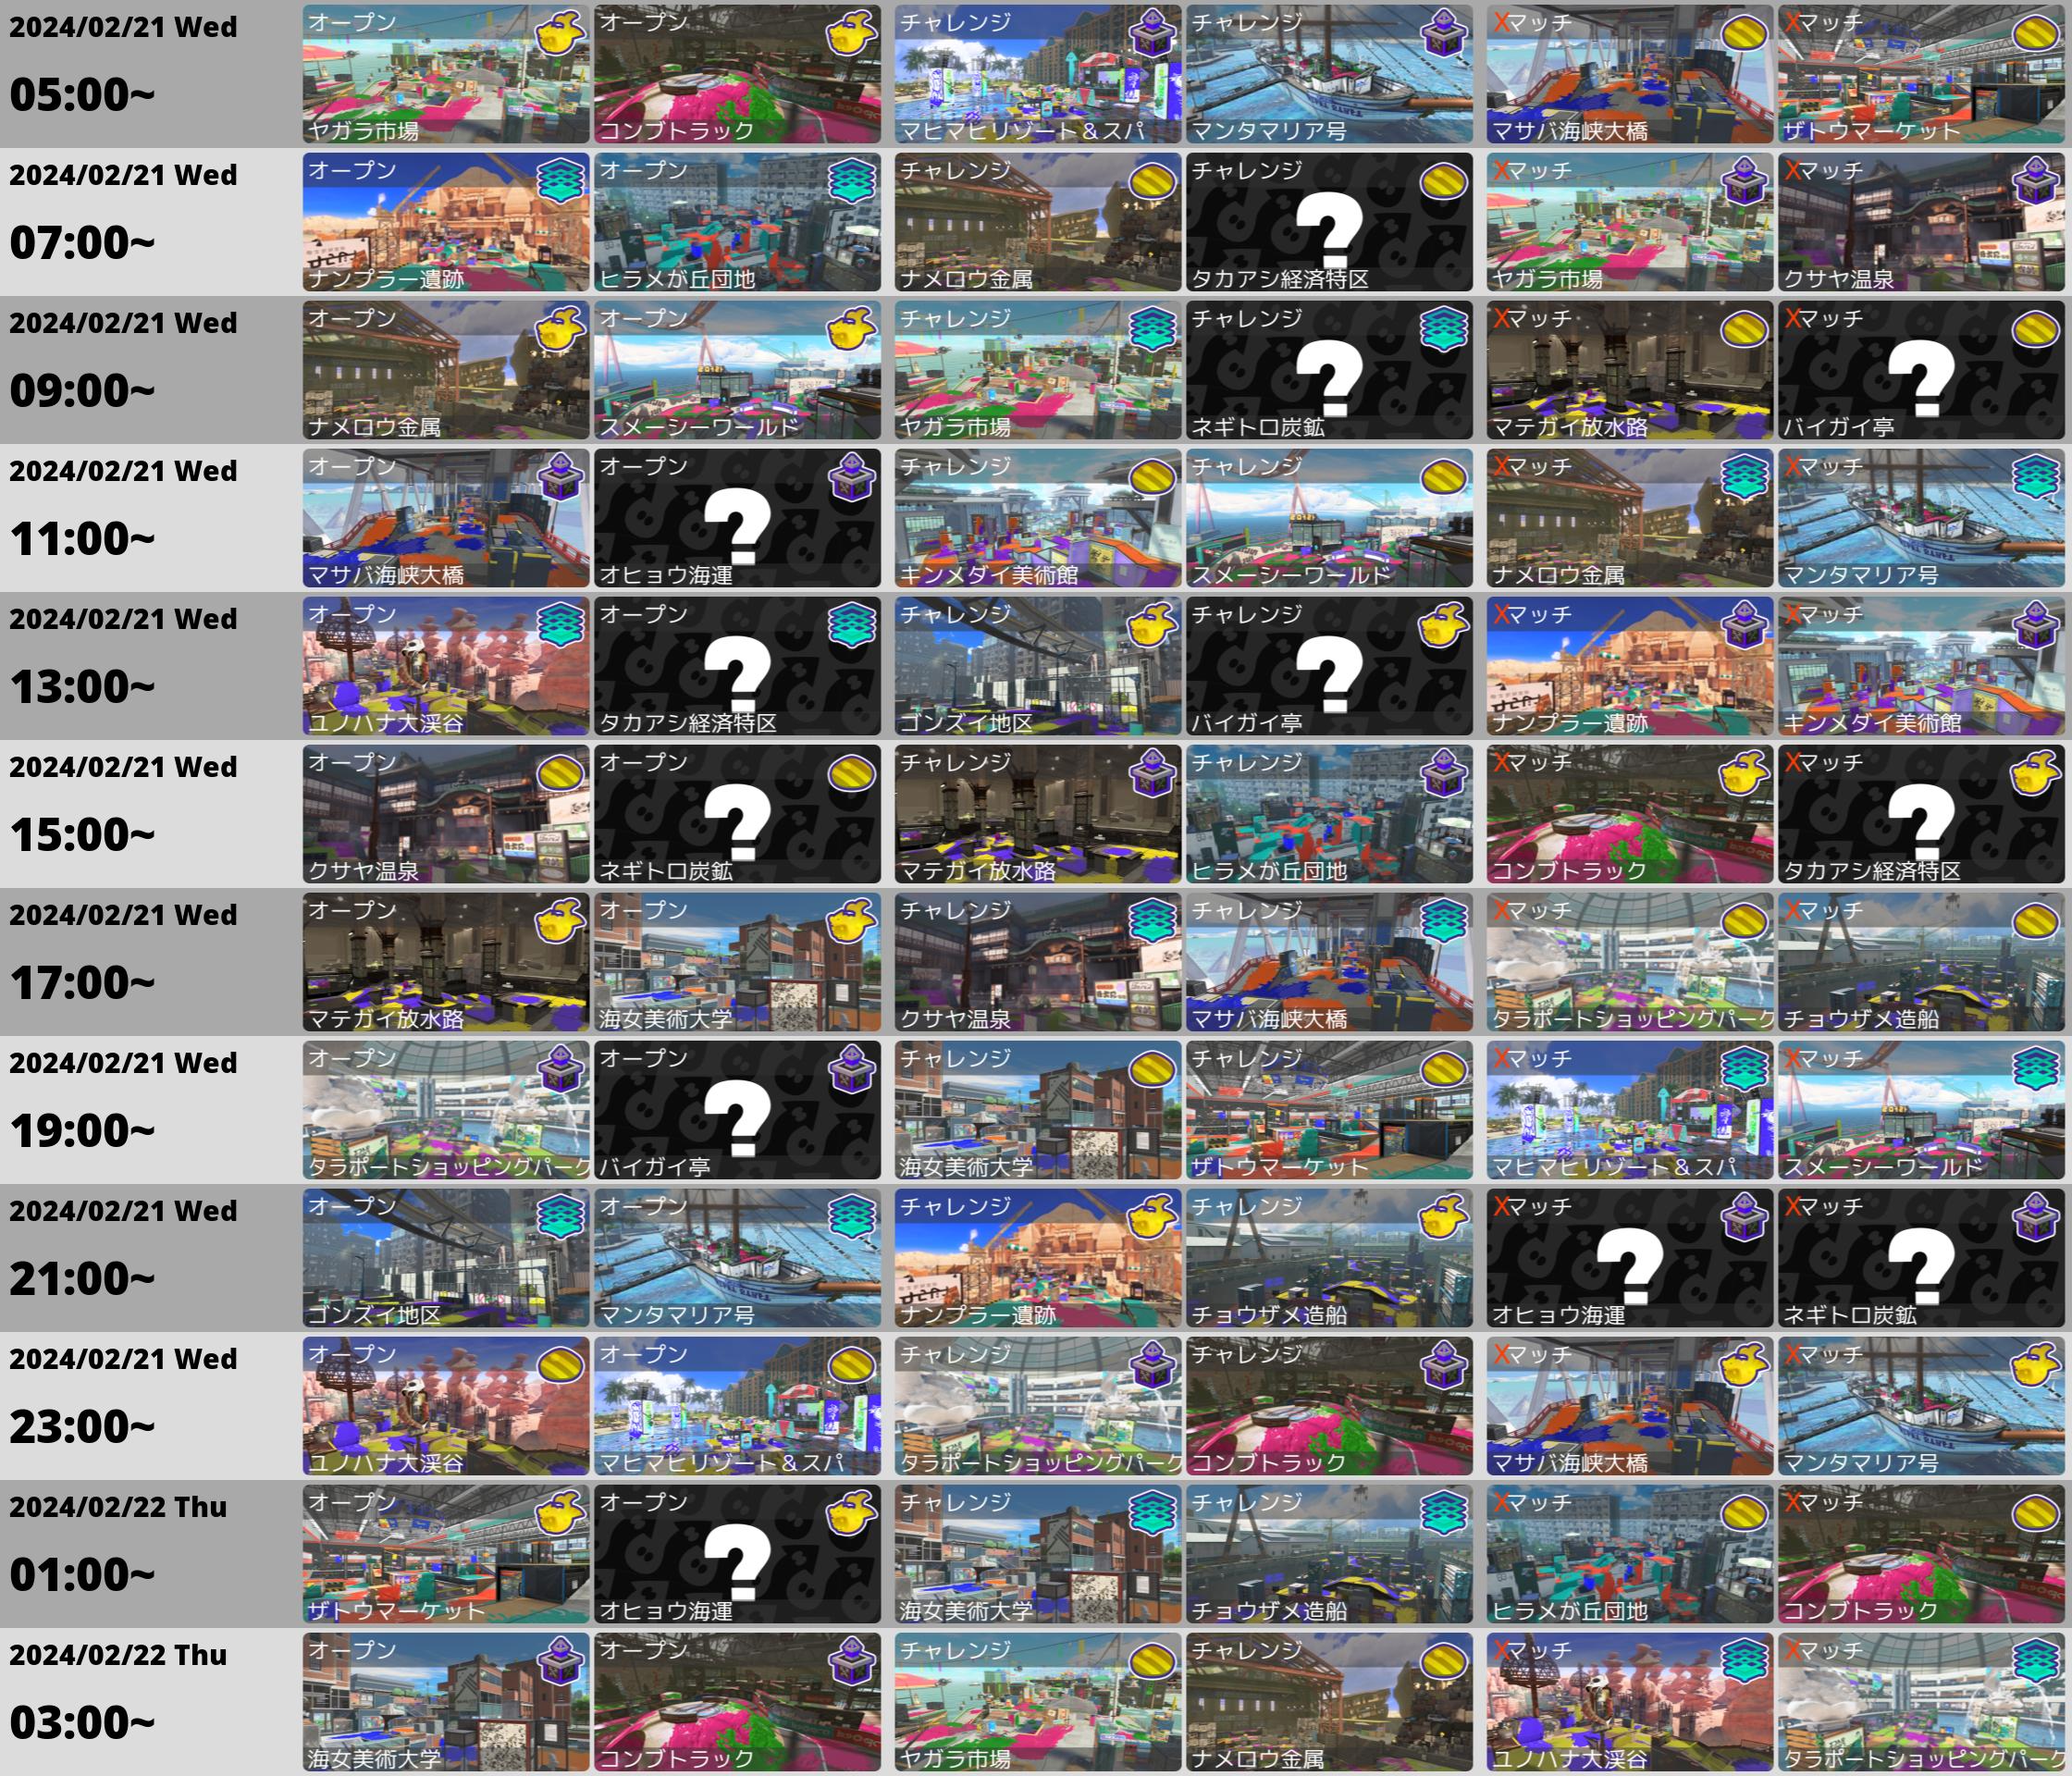 2024/02/21 Wed
05:00~
オープン
ヤガラ市場
オープン
コンブトラック
チャレンジ
マヒマヒリゾート＆スパ
チャレンジ
マンタマリア号
Xマッチ
マサバ海峡大橋
Xマッチ
ザトウマーケット
2024/02/21 Wed
07:00~
オープン
ナンプラー遺跡
オープン
ヒラメが丘団地
チャレンジ
ナメロウ金属
チャレンジ
?
タカアシ経済特区
Xマッチ
ヤガラ市場
Xマッチ
クサヤ温泉
2024/02/21 Wed
09:00~
オープン
ナメロウ金属
オープン
スメーシーワールド
チャレンジ
ヤガラ市場
チャレンジ
?
ネギトロ炭鉱
Xマッチ
マテガイ放水路
Xマッチ
?
バイガイ亭
2024/02/21 Wed
11:00~
オープン
マサバ海峡大橋
オープン
?
オヒョウ海運
チャレンジ
キンメダイ美術館
チャレンジ
スメーシーワールド
Xマッチ
ナメロウ金属
Xマッチ
マンタマリア号
2024/02/21 Wed
13:00~
オープン
ユノハナ大渓谷
オープン
?
タカアシ経済特区
チャレンジ
ゴンズイ地区
チャレンジ
?
バイガイ亭
Xマッチ
ナンプラー遺跡
Xマッチ
キンメダイ美術館
2024/02/21 Wed
15:00~
オープン
クサヤ温泉
オープン
?
ネギトロ炭鉱
チャレンジ
マテガイ放水路
チャレンジ
ヒラメが丘団地
Xマッチ
コンブトラック
Xマッチ
?
タカアシ経済特区
2024/02/21 Wed
17:00~
オープン
マテガイ放水路
オープン
海女美術大学
チャレンジ
クサヤ温泉
チャレンジ
マサバ海峡大橋
Xマッチ
タラポートショッピングパーク
Xマッチ
チョウザメ造船
2024/02/21 Wed
19:00~
オープン
タラポートショッピングパーク
オープン
?
バイガイ亭
チャレンジ
海女美術大学
チャレンジ
ザトウマーケット
Xマッチ
マヒマヒリゾート＆スパ
Xマッチ
スメーシーワールド
2024/02/21 Wed
21:00~
オープン
ゴンズイ地区
オープン
マンタマリア号
チャレンジ
ナンプラー遺跡
チャレンジ
チョウザメ造船
Xマッチ
?
オヒョウ海運
Xマッチ
?
ネギトロ炭鉱
2024/02/21 Wed
23:00~
オープン
ユノハナ大渓谷
オープン
マヒマヒリゾート＆スパ
チャレンジ
タラポートショッピングパーク
チャレンジ
コンブトラック
Xマッチ
マサバ海峡大橋
Xマッチ
マンタマリア号
2024/02/22 Thu
01:00~
オープン
ザトウマーケット
オープン
?
オヒョウ海運
チャレンジ
海女美術大学
チャレンジ
チョウザメ造船
Xマッチ
ヒラメが丘団地
Xマッチ
コンブトラック
2024/02/22 Thu
03:00~
オープン
海女美術大学
オープン
コンブトラック
チャレンジ
ヤガラ市場
チャレンジ
ナメロウ金属
Xマッチ
ユノハナ大渓谷
Xマッチ
タラポートショッピングパーク